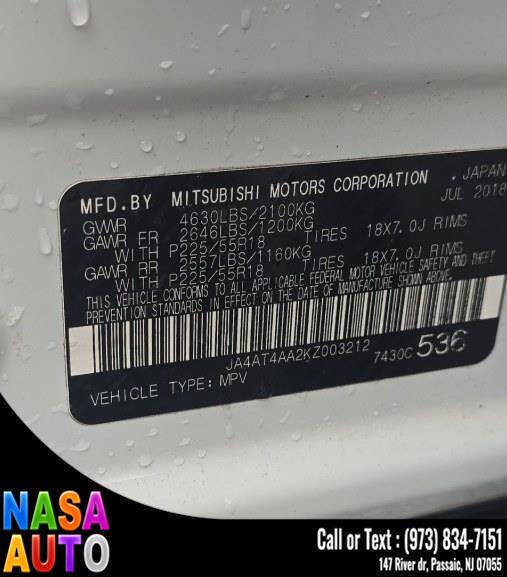 MFD.BY MITSUBISHI MOTORS CORPORATION . JAPAN
JUL 2018
GVWR 4630LBS/2100KG
GAWR FR 2646LBS/1200KG
WITH P225/55R18 TIRES 18X7.0J RIMS
GAWR RR 2557LBS/1160KG
WITH P225/55R18 TIRES 18X7.0J RIMS
THIS VEHICLE CONFORMS TO ALL APPLICABLE FEDERAL MOTOR VEHICLE SAFETY AND THEFT
PREVENTION STANDARDS IN EFFECT ON THE DATE OF MANUFACTURE SHOWN ABOVE.
JA4AT4AA2KZ003212 7430C 536
VEHICLE TYPE: MPV
NASA
AUTO
Call or Text : (973) 834-7151
147 River dr, Passaic, NJ 07055